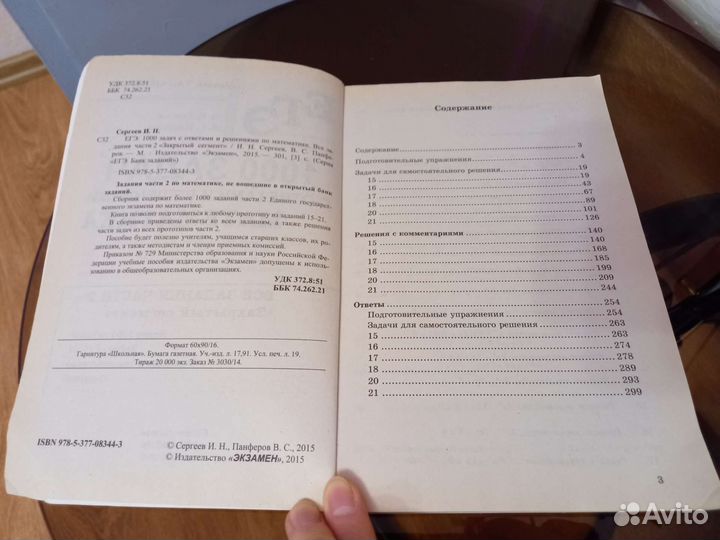 УДК 372.8:51
ББК 74.262.21
С32
Сергеев И. Н.
С32 ЕГЭ 1000 задач с ответами и решениями по математике. Все за-
дания части 2 «Закрытый сегмент» / И. Н. Сергеев, В. С. Панфе-
ров. — М. : Издательство «Экзамен», 2015. — 301, [3] с. (Серия
«ЕГЭ. Банк заданий»)
ISBN 978-5-377-08344-3
Задания части 2 по математике, не вошедшие в открытый банк
заданий.
Сборник содержит более 1000 заданий части 2 Единого государст-
венного экзамена по математике.
Книга позволит подготовиться к любому прототипу из заданий 15–21.
В сборнике приведены ответы ко всем заданиям, а также решения
части задач из всех прототипов части 2.
Пособие будет полезно учителям, учащимся старших классов, их ро-
дителям, а также методистам и членам приемных комиссий.
Приказом № 729 Министерства образования и науки Российской Фе-
дерации учебные пособия издательства «Экзамен» допущены к исполь-
зованию в общеобразовательных организациях.
УДК 372.8:51
ББК 74.262.21
Формат 60х90/16.
Гарнитура «Школьная». Бумага газетная. Уч.-изд. л. 17,91. Усл. печ. л. 19.
Тираж 20 000 экз. Заказ № 3030/14.
ISBN 978-5-377-08344-3
© Сергеев И. Н., Панферов В. С., 2015
© Издательство «ЭКЗАМЕН», 2015
Содержание
Содержание 3
Подготовительные упражнения 4
Задачи для самостоятельного решения 19
15 19
16 43
17 67
18 89
20 101
21 126
Решения с комментариями 140
15 140
16 168
17 185
18 199
20 209
21 244
Ответы 254
Подготовительные упражнения 254
Задачи для самостоятельного решения 263
15 263
16 274
17 278
18 289
20 293
21 299
3
Avito